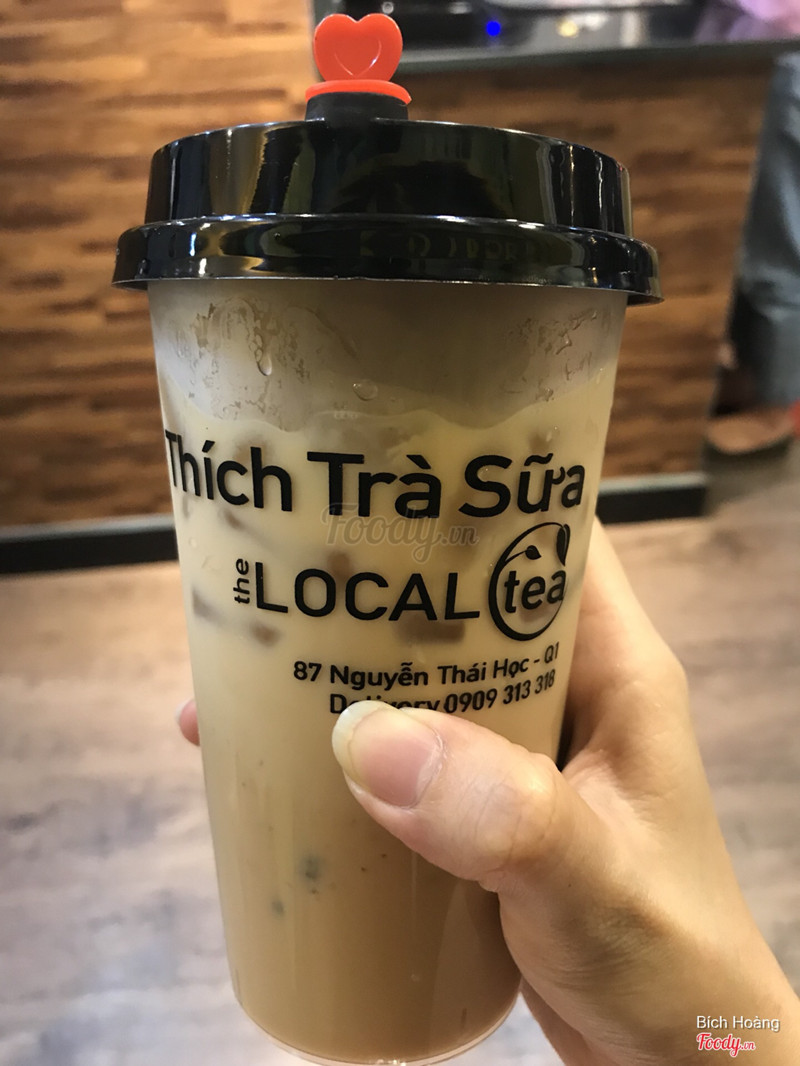 Thích Trà Sữa
Foody.vn
the LOCAL tea
87 Nguyễn Thái Học - Q1
Delivery 0909 313 318
Bích Hoàng
Foody.vn